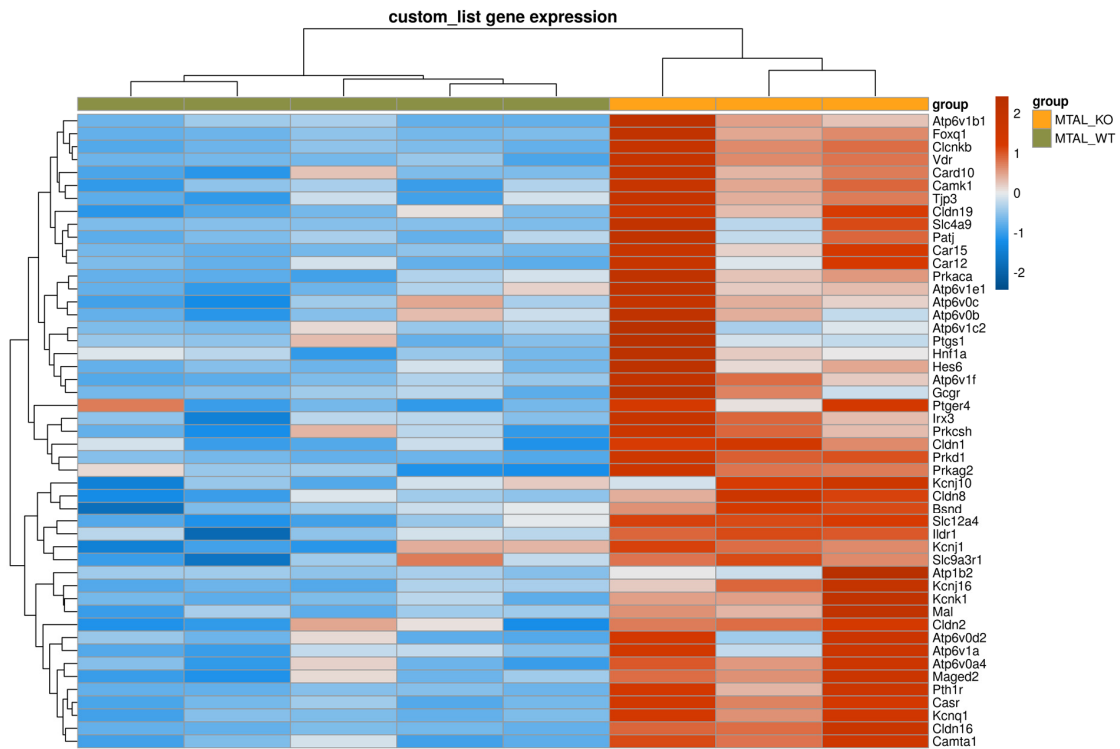 custom_list gene expression
group
Atp6v1b1
Foxq1
Clcnkb
Vdr
Card10
Camk1
Tjp3
Cldn19
Slc4a9
Patj
Car15
Car12
Prkaca
Atp6v1e1
Atp6v0c
Atp6v0b
Atp6v1c2
Ptgs1
Hnf1a
Hes6
Atp6v1f
Gcgr
Ptger4
Irx3
Prkcsh
Cldn1
Prkd1
Prkag2
Kcnj10
Cldn8
Bsnd
Slc12a4
Ildr1
Kcnj1
Slc9a3r1
Atp1b2
Kcnj16
Kcnk1
Mal
Cldn2
Atp6v0d2
Atp6v1a
Atp6v0a4
Maged2
Pth1r
Casr
Kcnq1
Cldn16
Camta1
2
1
0
-1
-2
group
MTAL_KO
MTAL_WT